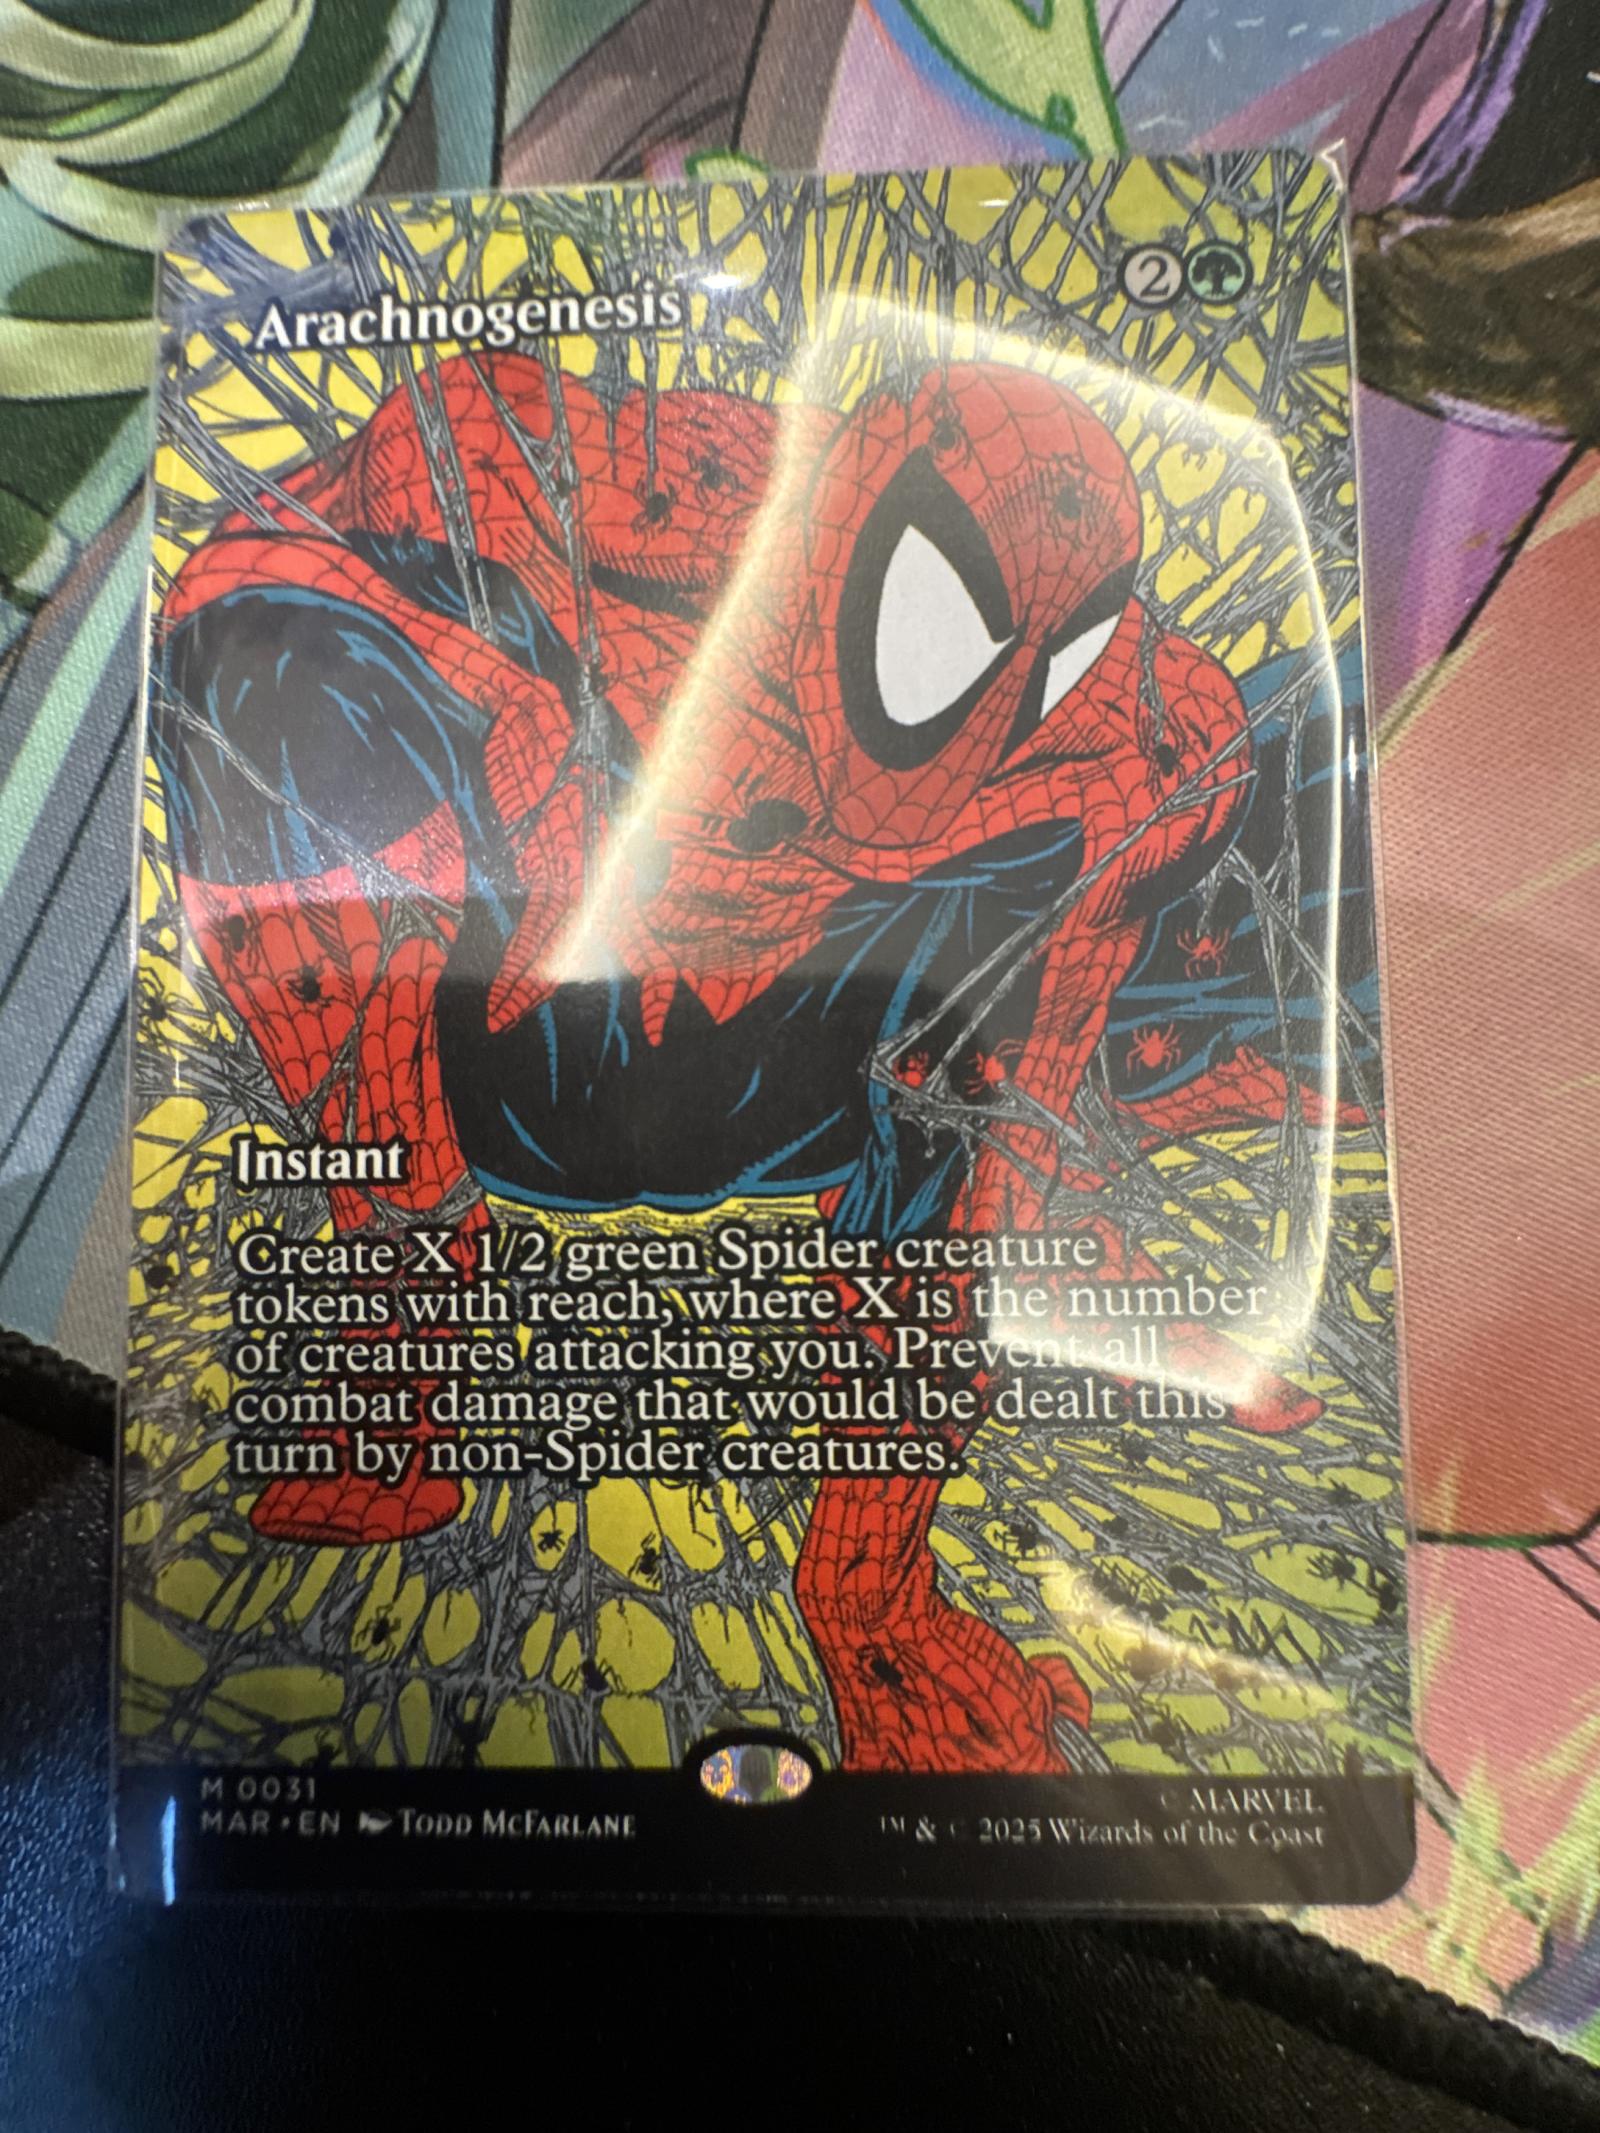 Arachnogenesis 2
Instant
Create X 1/2 green Spider creature
tokens with reach, where X is the number
of creatures attacking you. Prevent all
combat damage that would be dealt this
turn by non-Spider creatures.
M 0031
MAR • EN TODD MCFARLANE
© MARVEL
™ & © 2025 Wizards of the Coast